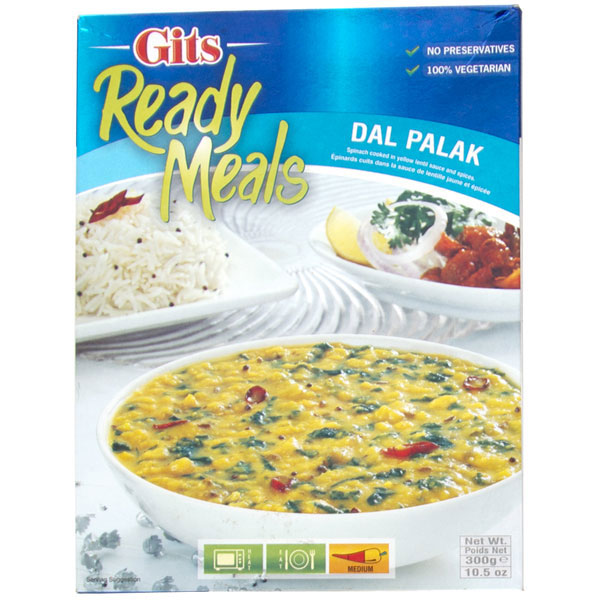 Gits
Ready
Meals
NO PRESERVATIVES
100% VEGETARIAN
DAL PALAK
Spinach cooked in yellow lentil sauce and spices.
Épinards cuits dans la sauce de lentille jaune et épicée
HEAT
EAT
MEDIUM
Net Wt.
Poids Net
300g e
10.5 oz
Serving Suggestion